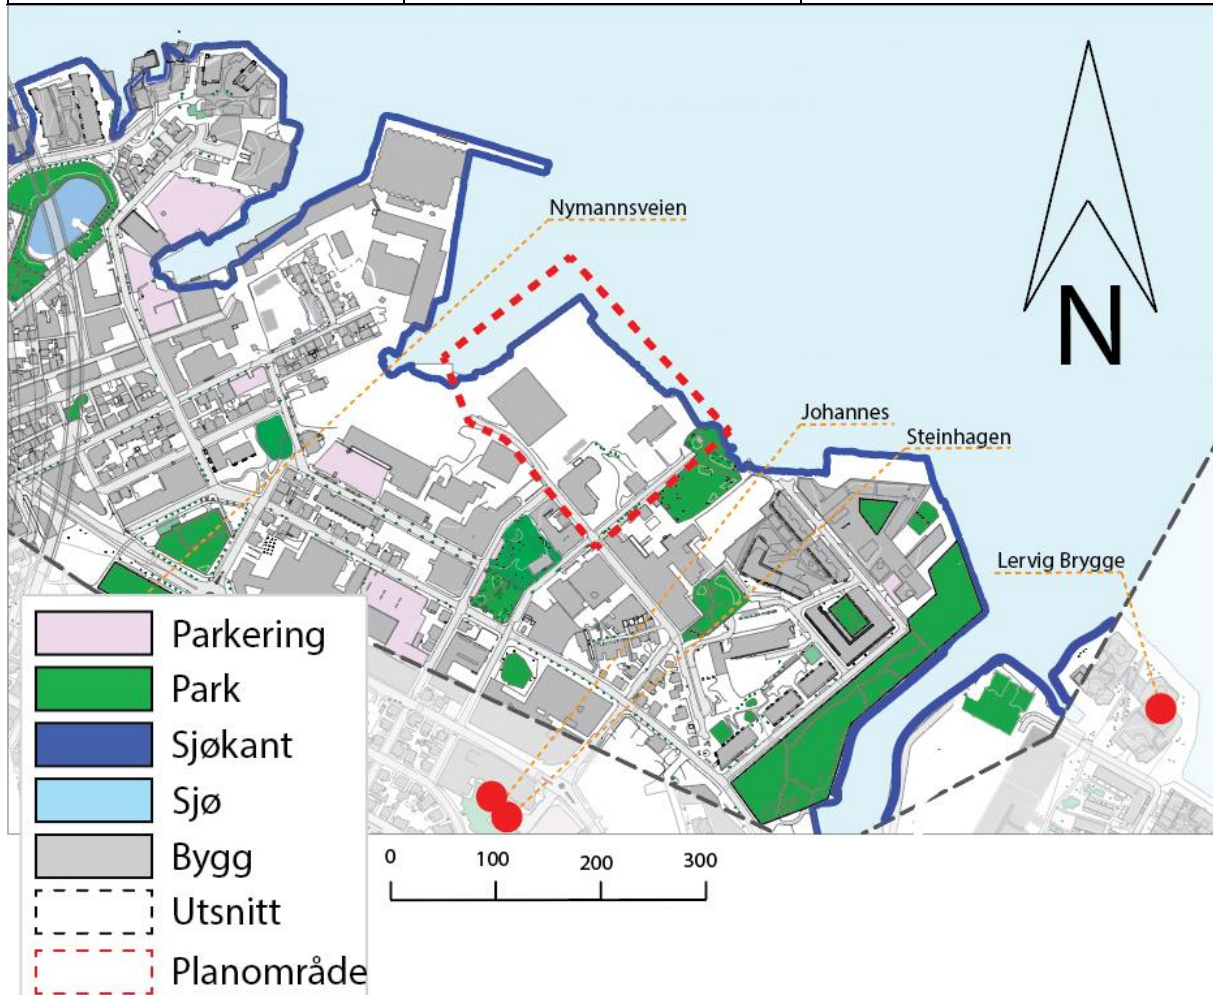 Nymannsveien
Johannes
Steinhagen
Lervig Brygge
N
Parkering
Park
Sjøkant
Sjø
Bygg
Utsnitt
Planområde
0 100 200 300